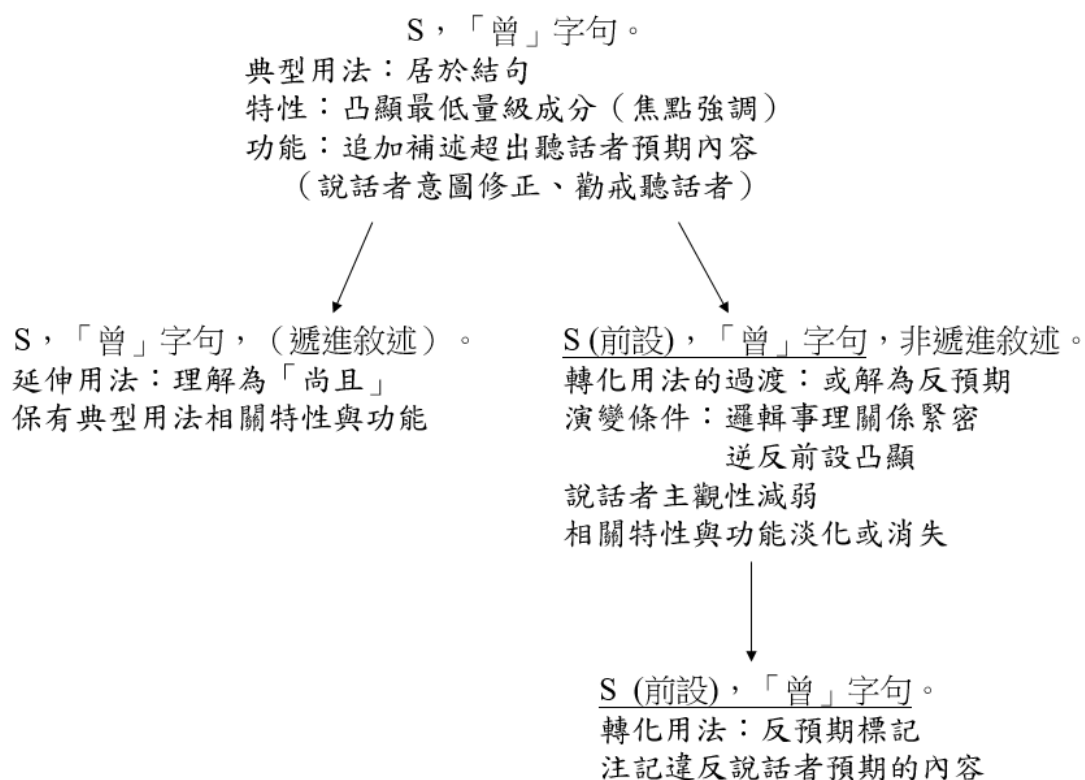 S，「曾」字句。
典型用法：居於結句
特性：凸顯最低量級成分（焦點強調）
功能：追加補述超出聽話者預期內容
（說話者意圖修正、勸戒聽話者）
S，「曾」字句，（遞進敘述）。
延伸用法：理解為「尚且」
保有典型用法相關特性與功能
S (前設)，「曾」字句，非遞進敘述。
轉化用法的過渡：或解為反預期
演變條件：邏輯事理關係緊密
逆反前設凸顯
說話者主觀性減弱
相關特性與功能淡化或消失
S (前設)，「曾」字句。
轉化用法：反預期標記
注記違反說話者預期的內容